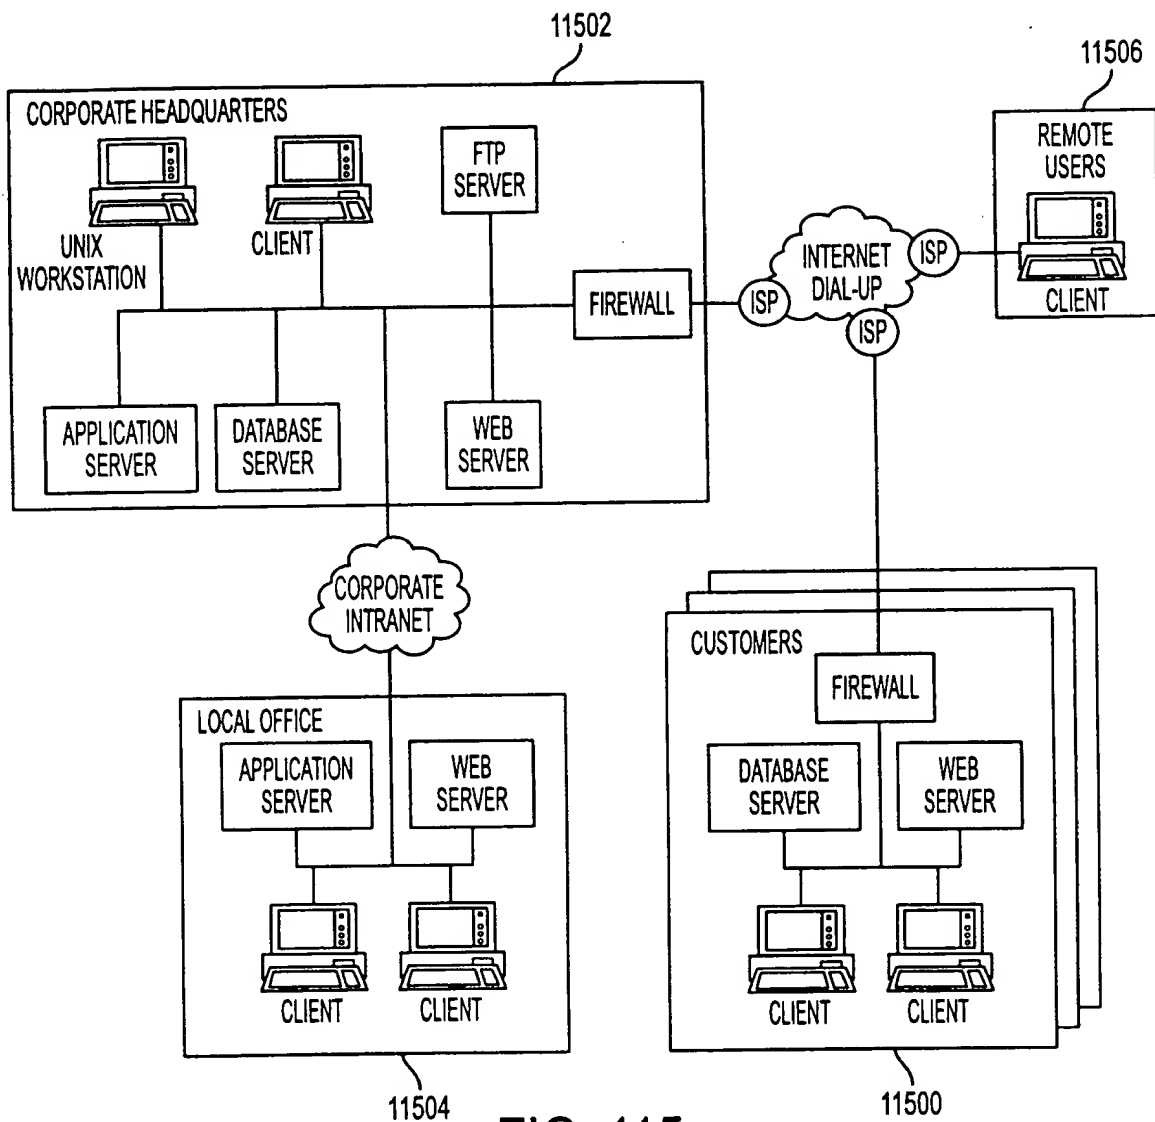 11502
11506
CORPORATE HEADQUARTERS
UNIX
WORKSTATION
CLIENT
FTP
SERVER
FIREWALL
APPLICATION
SERVER
DATABASE
SERVER
WEB
SERVER
ISP
INTERNET
DIAL-UP
ISP
ISP
REMOTE
USERS
CLIENT
CORPORATE
INTRANET
LOCAL OFFICE
APPLICATION
SERVER
WEB
SERVER
CLIENT
CLIENT
11504
CUSTOMERS
FIREWALL
DATABASE
SERVER
WEB
SERVER
CLIENT
CLIENT
11500